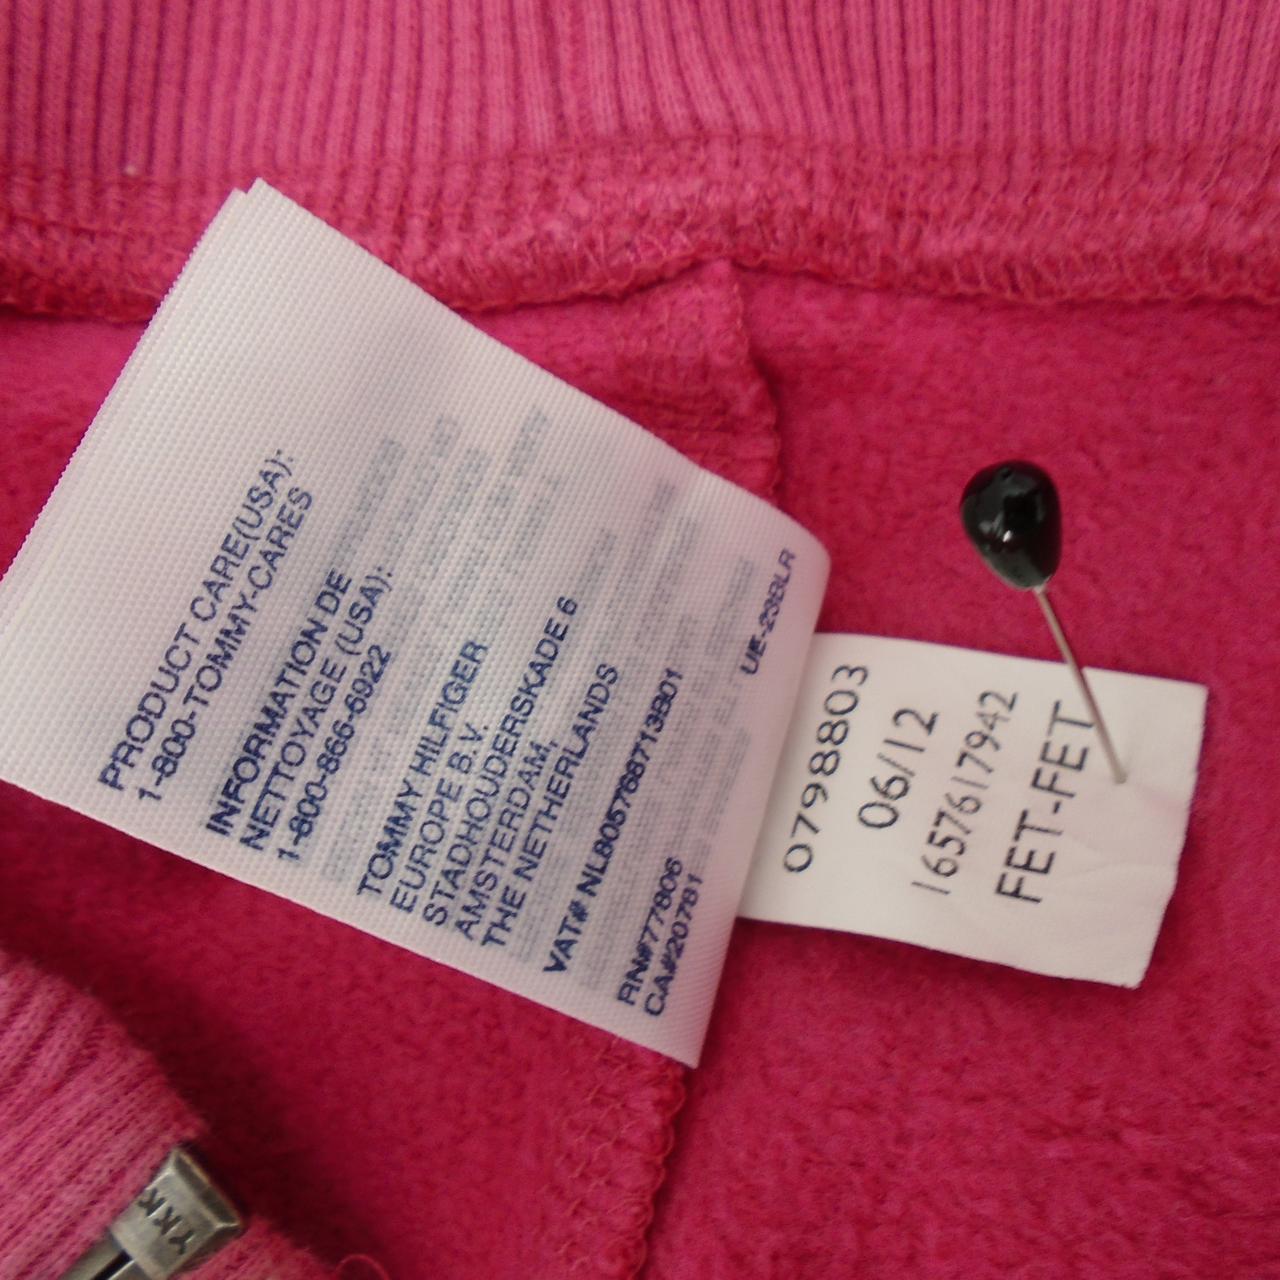 PRODUCT CARE(USA):
1-800-TOMMY-CARES
INFORMATION DE
NETTOYAGE (USA):
1-800-866-6922
TOMMY HILFIGER
EUROPE B.V.
STADHOUDERSKADE 6
AMSTERDAM,
THE NETHERLANDS
VAT# NL805768713B01
RN#77806
CA#20781
UE-23BLR
0798803
06/12
1657617942
FET-FET
YKK